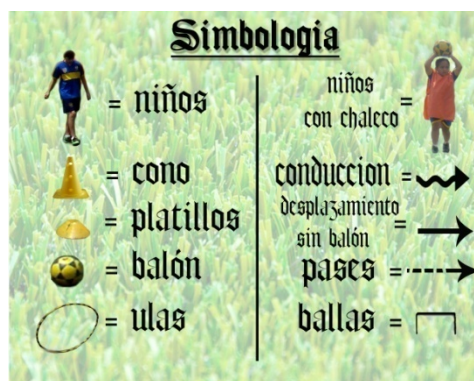 Simbologia
= niños
= cono
= platillos
= balón
= ulas
niños
con chaleco =
conduccion =
desplazamiento
sin balón =
pases =
ballas =